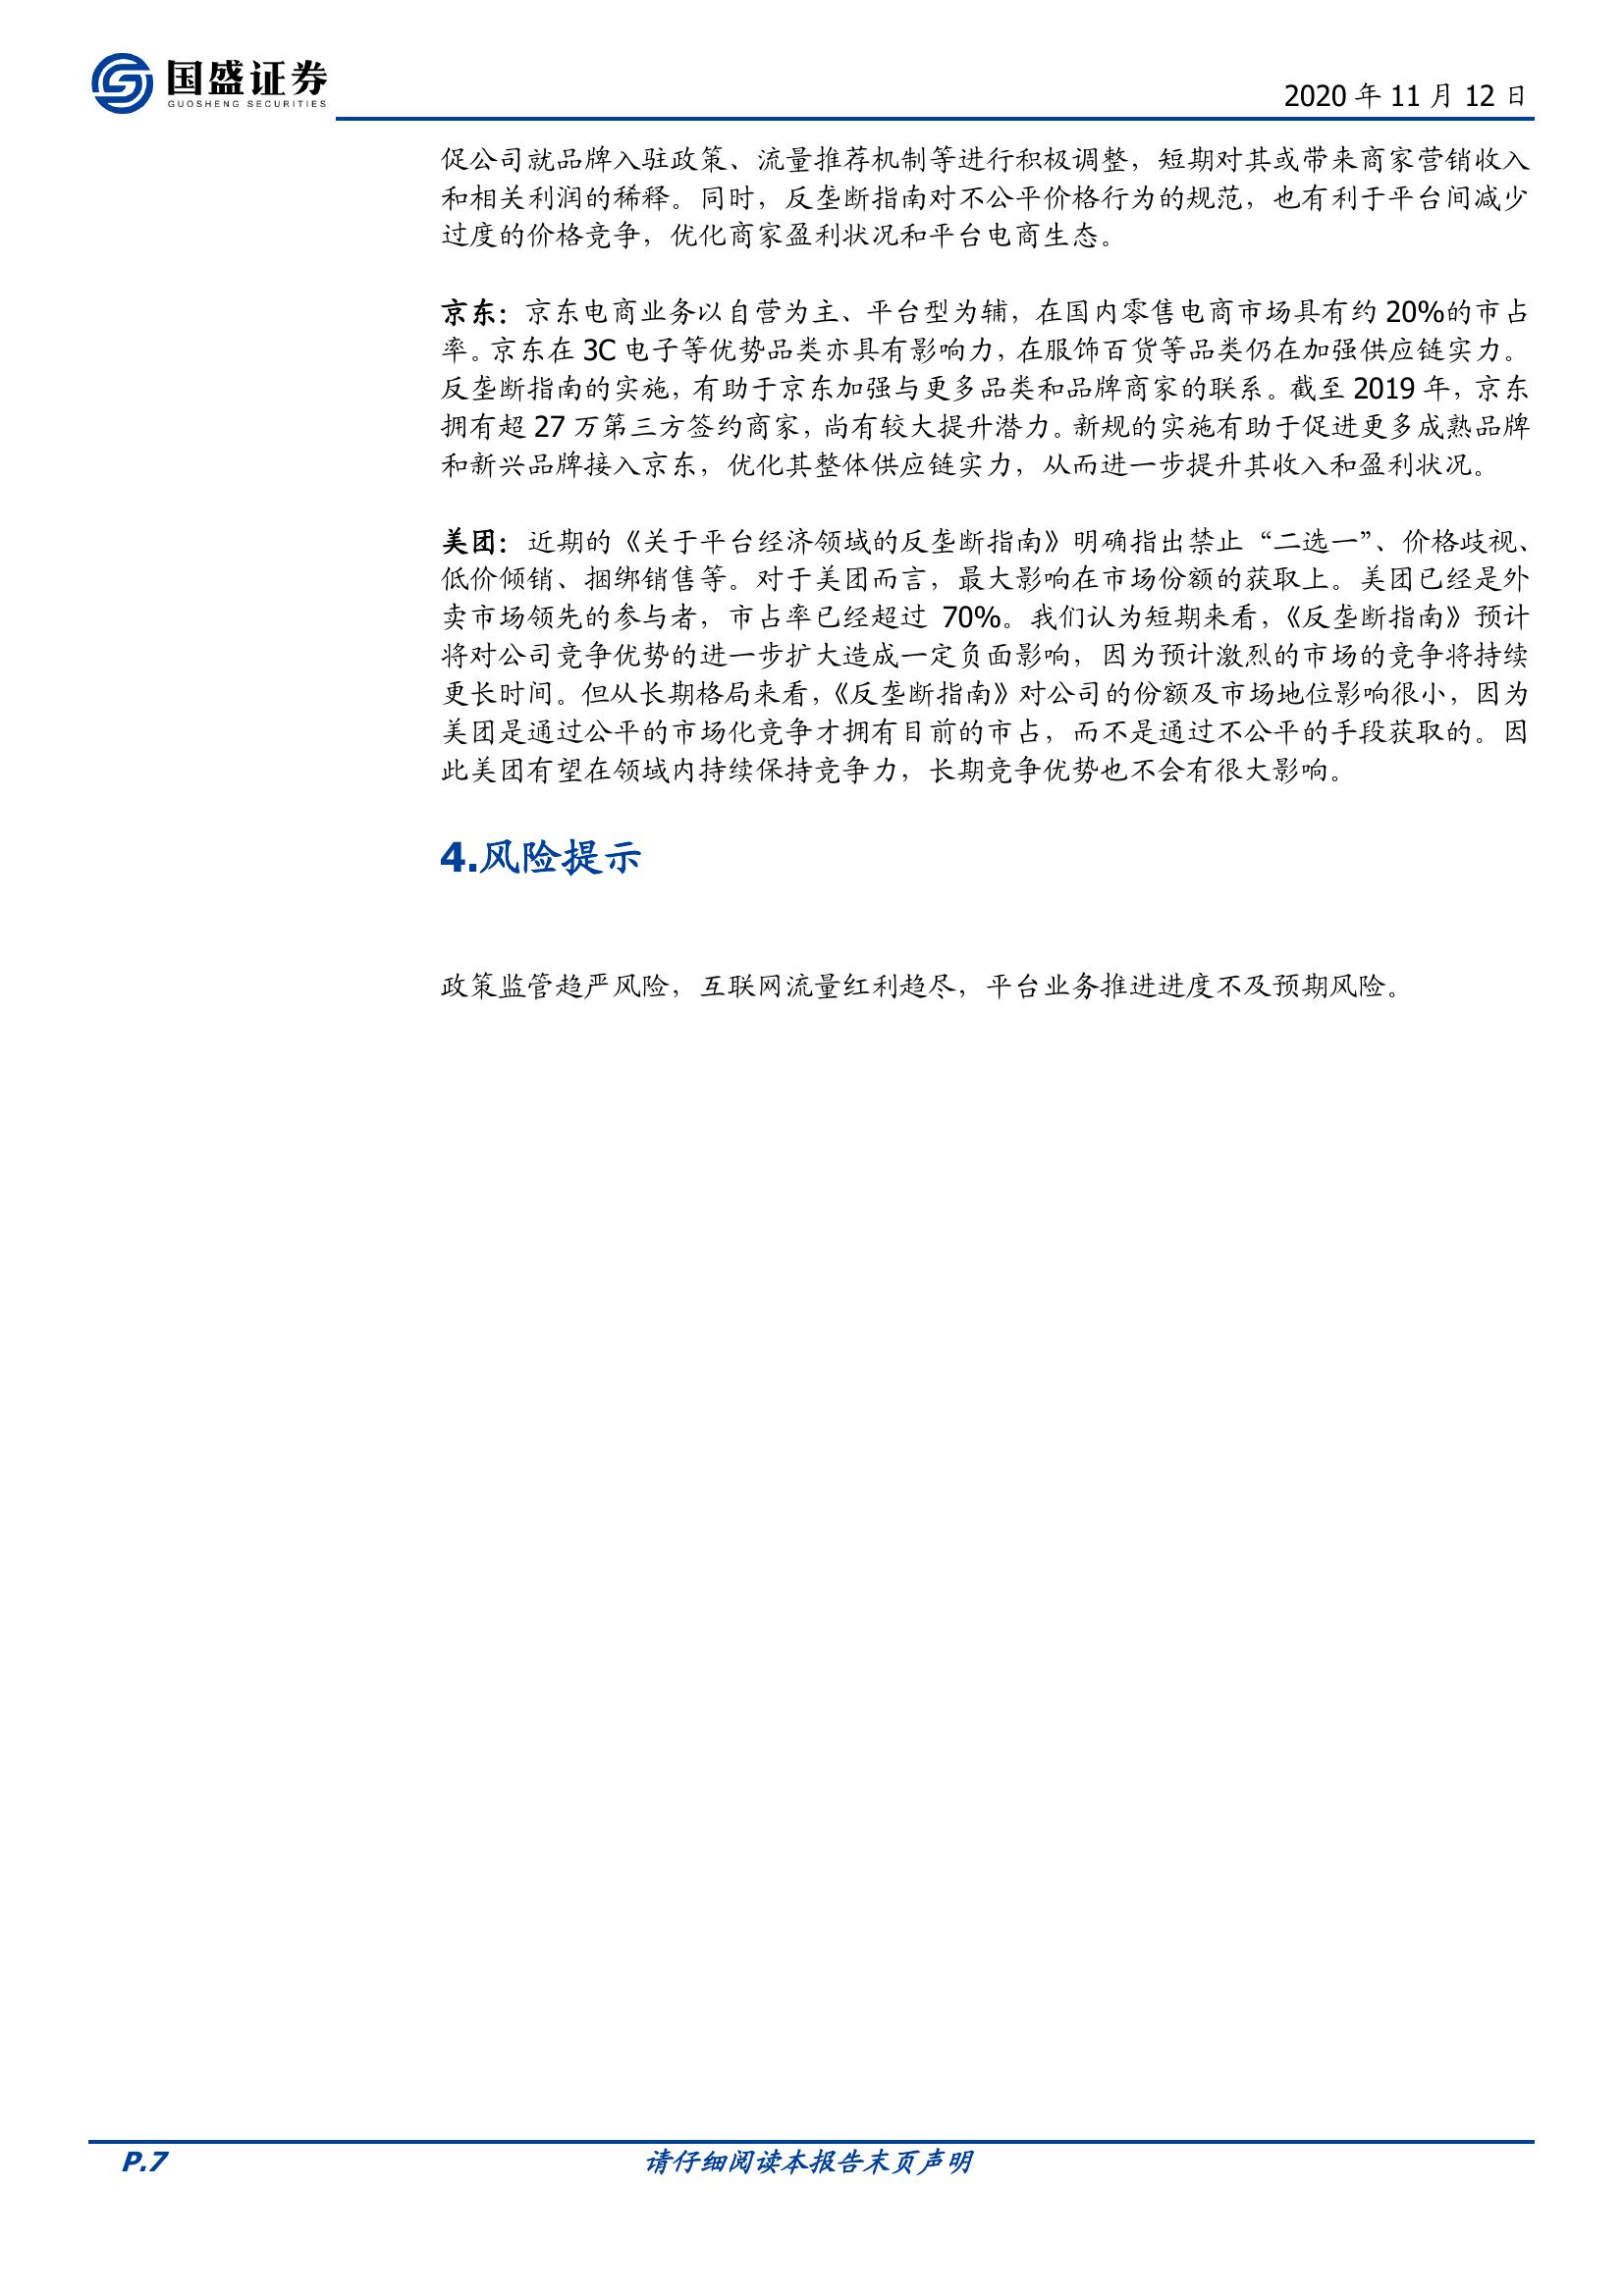 国盛证券
GUOSHENG SECURITIES
2020 年 11 月 12 日
促公司就品牌入驻政策、流量推荐机制等进行积极调整，短期对其或带来商家营销收入
和相关利润的稀释。同时，反垄断指南对不公平价格行为的规范，也有利于平台间减少
过度的价格竞争，优化商家盈利状况和平台电商生态。
京东：京东电商业务以自营为主、平台型为辅，在国内零售电商市场具有约 20%的市占
率。京东在 3C 电子等优势品类亦具有影响力，在服饰百货等品类仍在加强供应链实力。
反垄断指南的实施，有助于京东加强与更多品类和品牌商家的联系。截至 2019 年，京东
拥有超 27 万第三方签约商家，尚有较大提升潜力。新规的实施有助于促进更多成熟品牌
和新兴品牌接入京东，优化其整体供应链实力，从而进一步提升其收入和盈利状况。
美团：近期的《关于平台经济领域的反垄断指南》明确指出禁止“二选一”、价格歧视、
低价倾销、捆绑销售等。对于美团而言，最大影响在市场份额的获取上。美团已经是外
卖市场领先的参与者，市占率已经超过 70%。我们认为短期来看，《反垄断指南》预计
将对公司竞争优势的进一步扩大造成一定负面影响，因为预计激烈的市场的竞争将持续
更长时间。但从长期格局来看，《反垄断指南》对公司的份额及市场地位影响很小，因为
美团是通过公平的市场化竞争才拥有目前的市占，而不是通过不公平的手段获取的。因
此美团有望在领域内持续保持竞争力，长期竞争优势也不会有很大影响。
4.风险提示
政策监管趋严风险，互联网流量红利趋尽，平台业务推进进度不及预期风险。
P.7
请仔细阅读本报告末页声明